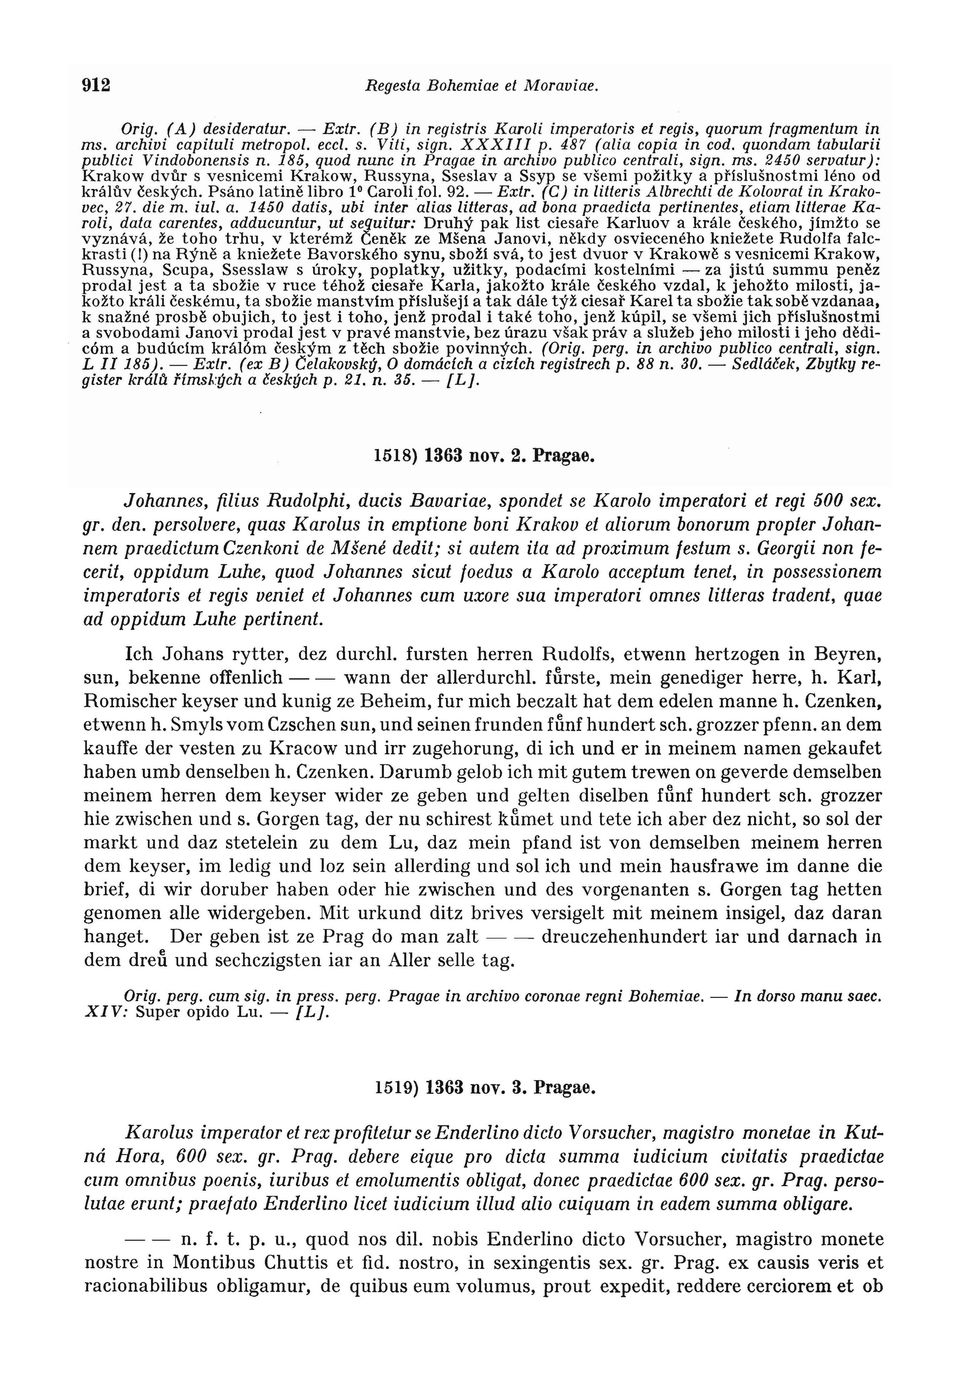 912 Regesta Bohemiae et Moraviae.
Orig. (A) desideratur. — Extr. (B) in registris Karoli imperatoris et regis, quorum fragmentum in
ms. archivi capituli metropol. eccl. s. Viti, sign. XXXIII p. 487 (alia copia in cod. quondam tabularii
publici Vindobonensis n. 185, quod nunc in Pragae in archivo publico centrali, sign. ms. 2450 servatur):
Krakow dvůr s vesnicemi Krakow, Russyna, Sseslav a Ssyp se všemi požitky a příslušnostmi léno od
králův českých. Psáno latině libro 1º Caroli fol. 92. — Extr. (C) in litteris Albrechti de Kolovrat in Krako-
vec, 27. die m. iul. a. 1450 datis, ubi inter alias litteras, ad bona praedicta pertinentes, etiam litterae Ka-
roli, data carentes, adducuntur, ut sequitur: Druhý pak list ciesaře Karluov a krále českého, jímžto se
vyznává, že toho trhu, v kterémž Čeněk ze Mšena Janovi, někdy osvieceného kniežete Rudolfa falc-
krasti (!) na Rýně a kniežete Bavorského synu, sboží svá, to jest dvuor v Krakowě s vesnicemi Krakow,
Russyna, Scupa, Ssesslaw s úroky, poplatky, užitky, podacími kostelními — za jistú summu peněz
prodal jest a ta sbožie v ruce téhož ciesaře Karla, jakožto krále českého vzdal, k jehožto milosti, ja-
kožto králi českému, ta sbožie manstvím příslušejí a tak dále týž ciesař Karel ta sbožie tak sobě vzdanaa,
k snažné prosbě obujich, to jest i toho, jenž prodal i také toho, jenž kúpil, se všemi jich příslušnostmi
a svobodami Janovi prodal jest v pravé manstvie, bez úrazu však práv a služeb jeho milosti i jeho dědi-
cóm a budúcím králóm českým z těch sbožie povinných. (Orig. perg. in archivo publico centrali, sign.
L II 185). — Extr. (ex B) Čelakovský, O domácích a cizích registrech p. 88 n. 30. — Sedláček, Zbytky re-
gister králů římských a českých p. 21. n. 35. — [L].
1518) 1363 nov. 2. Pragae.
Johannes, filius Rudolphi, ducis Bavariae, spondet se Karolo imperatori et regi 500 sex.
gr. den. persolvere, quas Karolus in emptione boni Krakov et aliorum bonorum propter Johan-
nem praedictum Czenkoni de Mšené dedit; si autem ita ad proximum festum s. Georgii non fe-
cerit, oppidum Luhe, quod Johannes sicut foedus a Karolo acceptum tenet, in possessionem
imperatoris et regis veniet et Johannes cum uxore sua imperatori omnes litteras tradent, quae
ad oppidum Luhe pertinent.
Ich Johans rytter, dez durchl. fursten herren Rudolfs, etwenn hertzogen in Beyren,
sun, bekenne offenlich — — wann der allerdurchl. fuͤrste, mein genediger herre, h. Karl,
Romischer keyser und kunig ze Beheim, fur mich beczalt hat dem edelen manne h. Czenken,
etwenn h. Smyls vom Czschen sun, und seinen frunden fuͤnf hundert sch. grozzer pfenn. an dem
kauffe der vesten zu Kracow und irr zugehorung, di ich und er in meinem namen gekaufet
haben umb denselben h. Czenken. Darumb gelob ich mit gutem trewen on geverde demselben
meinem herren dem keyser wider ze geben und gelten diselben fuͤnf hundert sch. grozzer
hie zwischen und s. Gorgen tag, der nu schirest kuͤmet und tete ich aber dez nicht, so sol der
markt und daz stetelein zu dem Lu, daz mein pfand ist von demselben meinem herren
dem keyser, im ledig und loz sein allerding und sol ich und mein hausfrawe im danne die
brief, di wir doruber haben oder hie zwischen und des vorgenanten s. Gorgen tag hetten
genomen alle widergeben. Mit urkund ditz brives versigelt mit meinem insigel, daz daran
hanget. Der geben ist ze Prag do man zalt — — dreuczehenhundert iar und darnach in
dem dreuͤ und sechczigsten iar an Aller selle tag.
Orig. perg. cum sig. in press. perg. Pragae in archivo coronae regni Bohemiae. — In dorso manu saec.
XIV: Super opido Lu. — [L].
1519) 1363 nov. 3. Pragae.
Karolus imperator et rex profitetur se Enderlino dicto Vorsucher, magistro monetae in Kut-
ná Hora, 600 sex. gr. Prag. debere eique pro dicta summa iudicium civitatis praedictae
cum omnibus poenis, iuribus et emolumentis obligat, donec praedictae 600 sex. gr. Prag. perso-
lutae erunt; praefato Enderlino licet iudicium illud alio cuiquam in eadem summa obligare.
— — n. f. t. p. u., quod nos dil. nobis Enderlino dicto Vorsucher, magistro monete
nostre in Montibus Chuttis et fid. nostro, in sexingentis sex. gr. Prag. ex causis veris et
racionabilibus obligamur, de quibus eum volumus, prout expedit, reddere cerciorem et ob